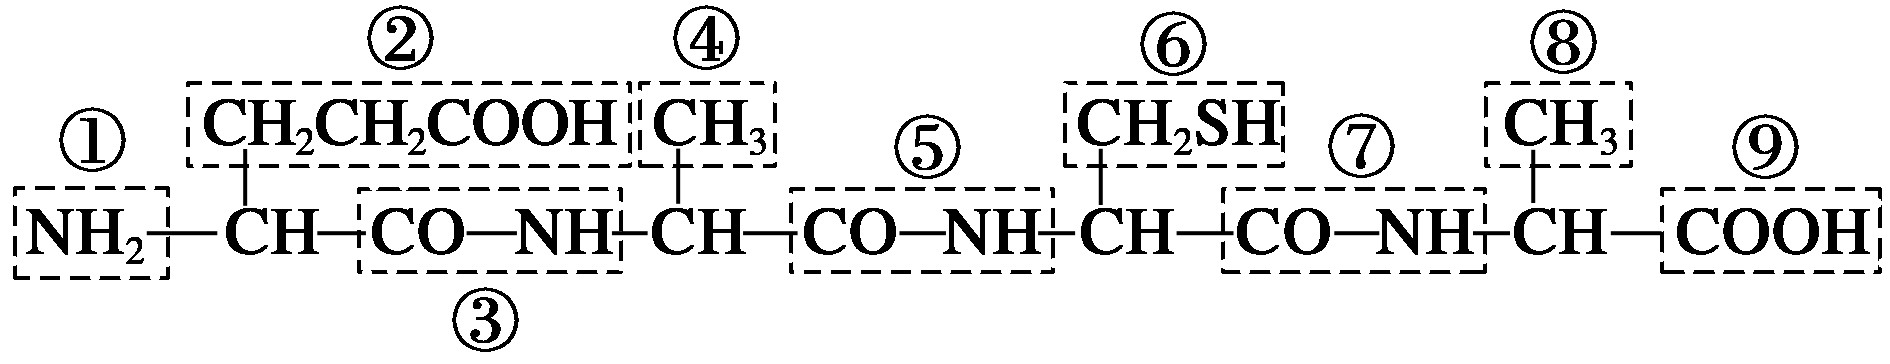 ② ④ ⑥ ⑧
① CH₂CH₂COOH CH₃ ⑤ CH₂SH ⑦ CH₃ ⑨
NH₂—CH—CO—NH—CH—CO—NH—CH—CO—NH—CH—COOH
③